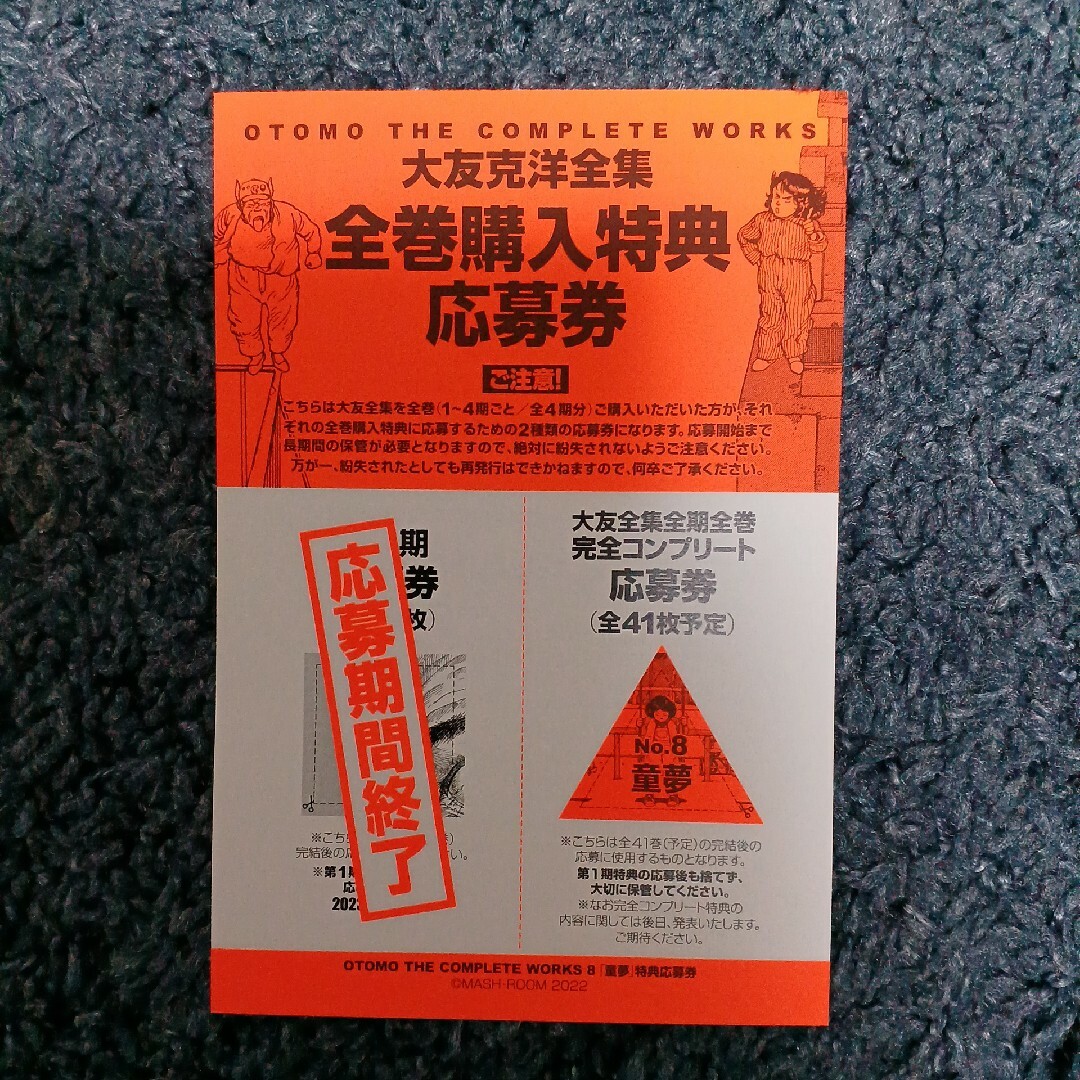 OTOMO THE COMPLETE WORKS
大友克洋全集
全巻購入特典
応募券
ご注意!
こちらは大友全集を全巻(1~4期ごと/全4期分)ご購入いただいた方が、それ
ぞれの全巻購入特典に応募するための2種類の応募券になります。応募開始まで
長期間の保管が必要となりますので、絶対に紛失されないようご注意ください。
万が一、紛失されたとしても再発行はできかねますので、何卒ご了承ください。
期
券
枚)
応募期間終了
※こち
完結後の
い。
※第1期
応
2023
大友全集全期全巻
完全コンプリート
応募券
(全41枚予定)
No.8
童夢
※こちらは全41巻(予定)の完結後の
応募に使用するものとなります。
第1期特典の応募後も捨てず、
大切に保管してください。
※なお完全コンプリート特典の
内容に関しては後日、発表いたします。
ご期待ください。
OTOMO THE COMPLETE WORKS 8「童夢」特典応募券
©MASH・ROOM 2022